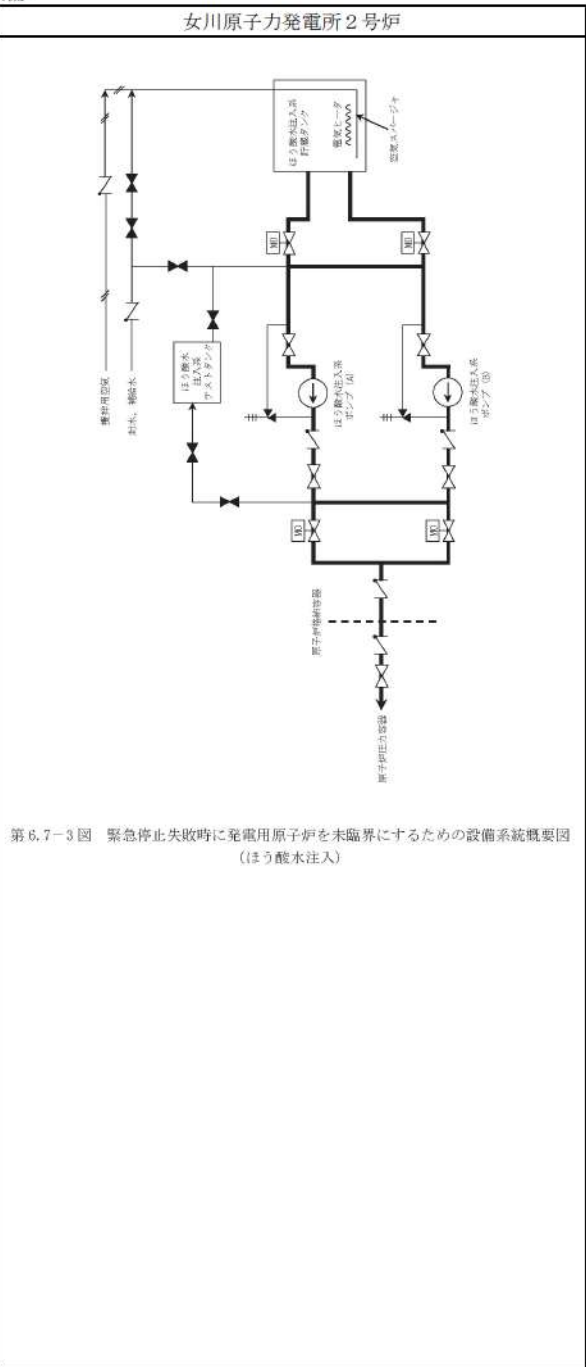 女川原子力発電所2号炉
ほう酸水注入系
貯蔵タンク
電気ヒータ
空気スパージャ
MO
MO
攪拌用空気
封水，補給水
ほう酸水
注入系
テストタンク
ほう酸水注入系
ポンプ (A)
ほう酸水注入系
ポンプ (B)
MO
MO
原子炉格納容器
原子炉圧力容器
第6.7－3図　緊急停止失敗時に発電用原子炉を未臨界にするための設備系統概要図
（ほう酸水注入）